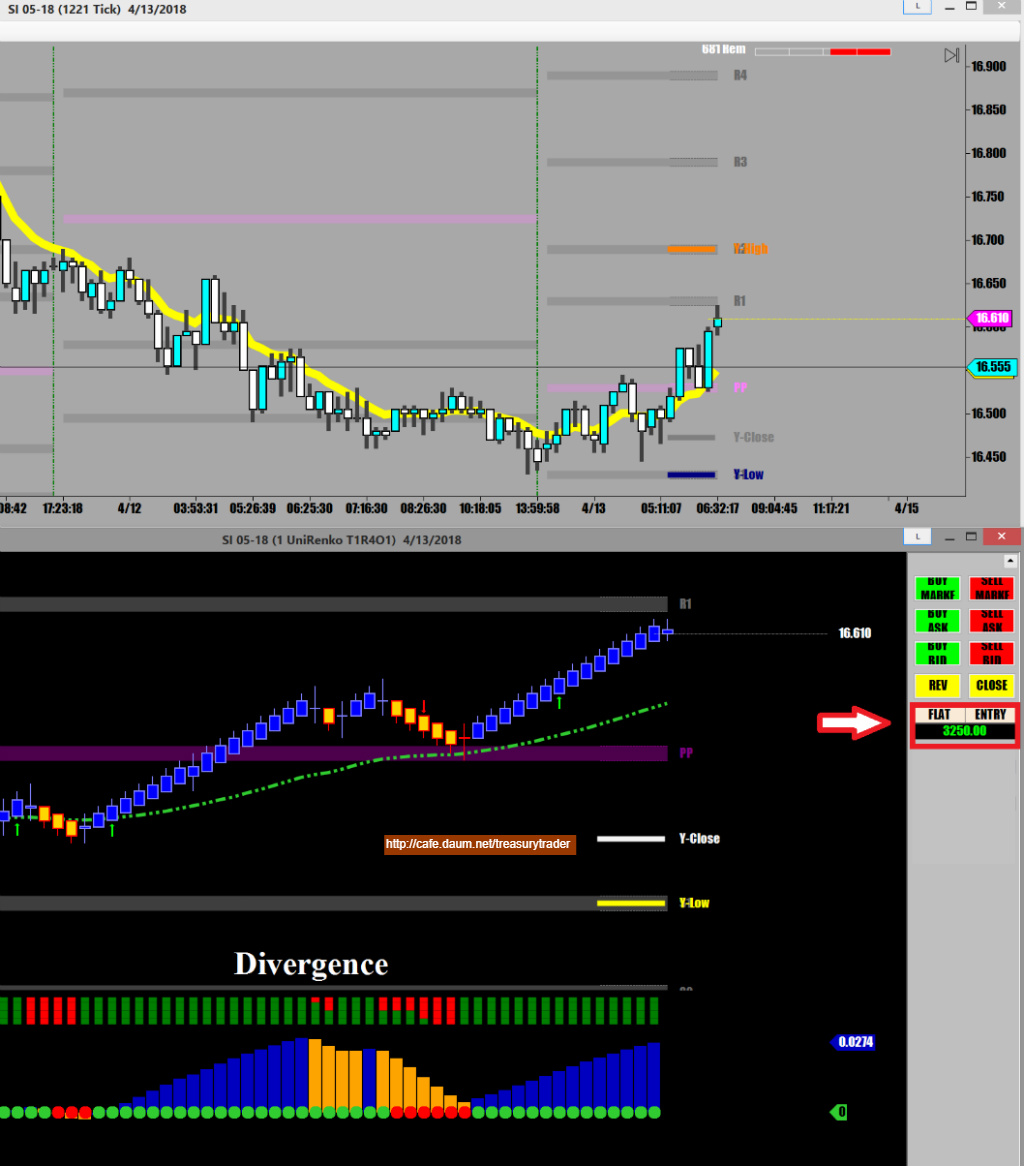 SI 05-18 (1221 Tick) 4/13/2018
L
681 Rem
R4
16.900
16.850
R3
16.800
16.750
16.700
16.650
R1
16.610
16.600
16.555
PP
16.500
Y-Close
16.450
Y-Low
08:42 17:23:18 4/12 03:53:31 05:26:39 06:25:30 07:16:30 08:26:30 10:18:05 13:59:58 4/13 05:11:07 06:32:17 09:04:45 11:17:21 4/15
SI 05-18 (1 UniRenko T1R4O1) 4/13/2018
L
BUY MARKE
SELL MARKE
BUY ASK
SELL ASK
BUY BID
SELL BID
REV
CLOSE
FLAT
ENTRY
3250.00
R1
16.610
PP
http://cafe.daum.net/treasurytrader
Y-Close
Y-Low
Divergence
0.0274
0